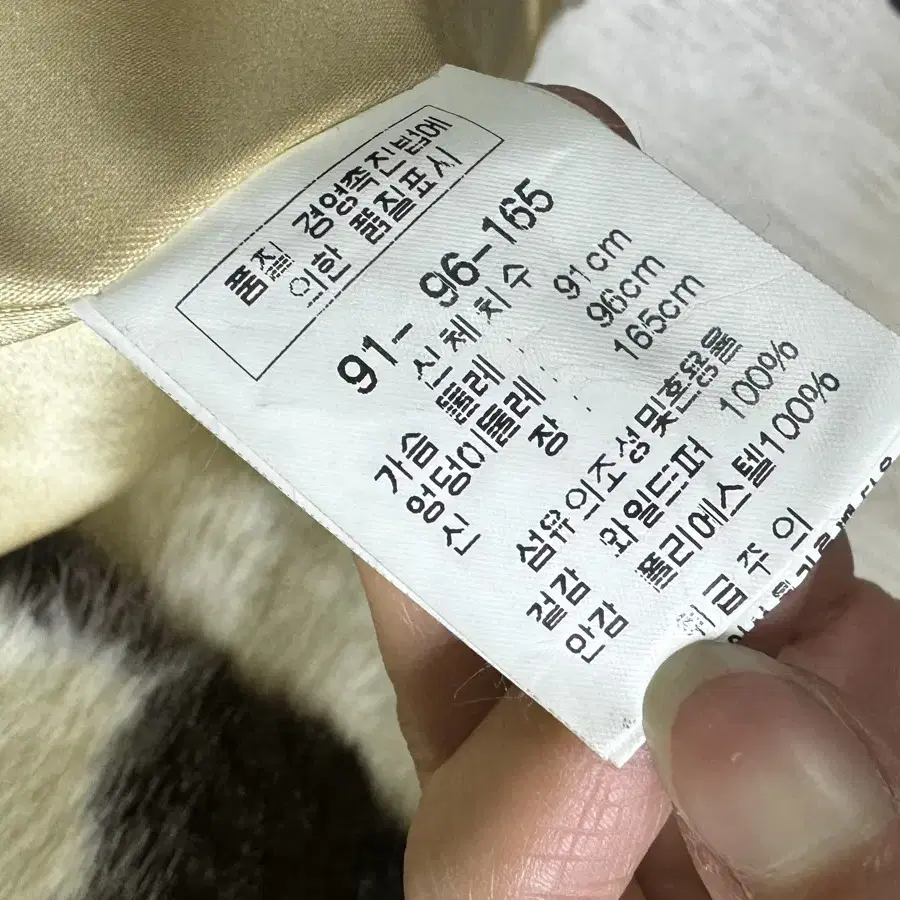 품질 경영촉진법에
의한 품질표시
91- 96-165
신체치수
가슴 둘레 : 91cm
엉덩이둘레 : 96cm
신 장 : 165cm
섬유의조성및혼용율
겉감 와일드퍼 100%
안감 폴리에스텔100%
취급주의